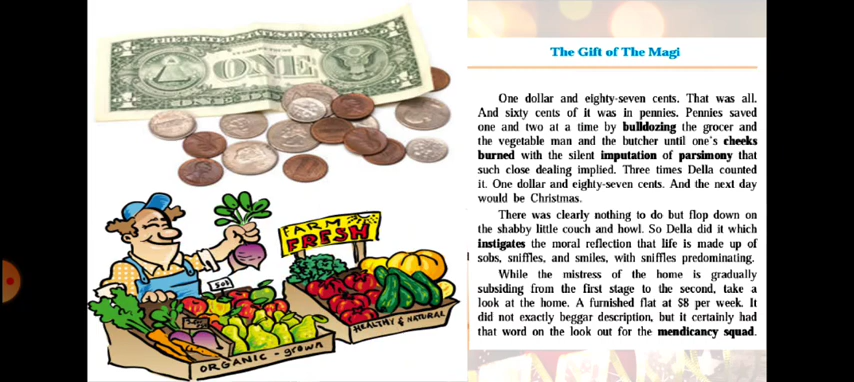 THE UNITED STATES OF AMERICA
ONE
FARM
FRESH
50¢
ORGANIC - grown
HEALTHY & NATURAL
The Gift of The Magi
One dollar and eighty-seven cents. That was all.
And sixty cents of it was in pennies. Pennies saved
one and two at a time by bulldozing the grocer and
the vegetable man and the butcher until one's cheeks
burned with the silent imputation of parsimony that
such close dealing implied. Three times Della counted
it. One dollar and eighty-seven cents. And the next day
would be Christmas.
There was clearly nothing to do but flop down on
the shabby little couch and howl. So Della did it which
instigates the moral reflection that life is made up of
sobs, sniffles, and smiles, with sniffles predominating.
While the mistress of the home is gradually
subsiding from the first stage to the second, take a
look at the home. A furnished flat at $8 per week. It
did not exactly beggar description, but it certainly had
that word on the look out for the mendicancy squad.